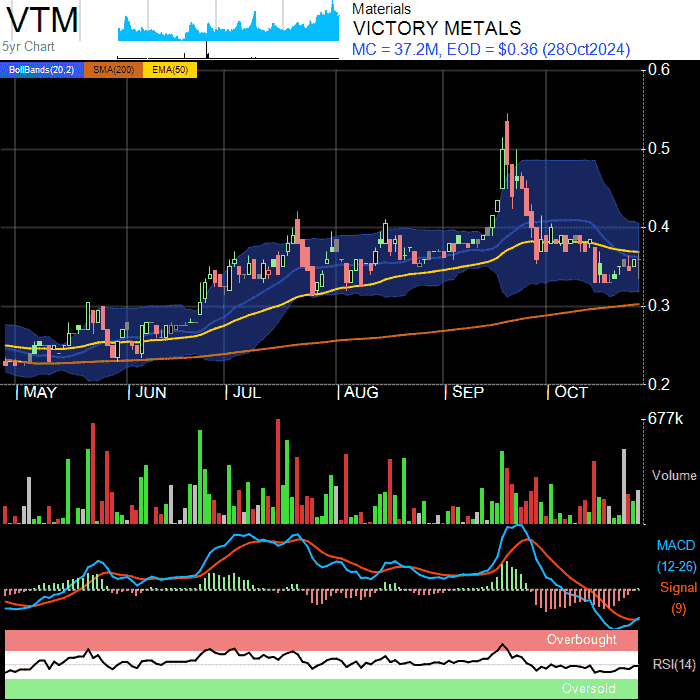 VTM
5yr Chart
Materials
VICTORY METALS
MC = 37.2M, EOD = $0.36 (28Oct2024)
BollBands(20,2) SMA(200) EMA(50)
0.6
0.5
0.4
0.3
0.2
MAY JUN JUL AUG SEP OCT
677k
Volume
MACD
(12-26)
Signal
(9)
Overbought
RSI(14)
Oversold